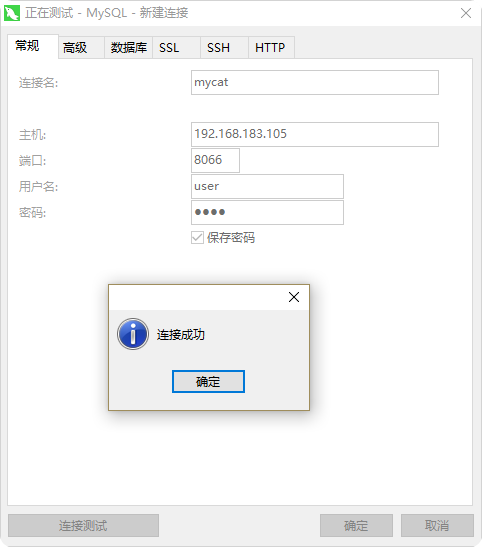 正在测试 - MySQL - 新建连接
常规 高级 数据库 SSL SSH HTTP
连接名: mycat
主机: 192.168.183.105
端口: 8066
用户名: user
密码: ●●●●
保存密码
连接成功
确定
连接测试 确定 取消